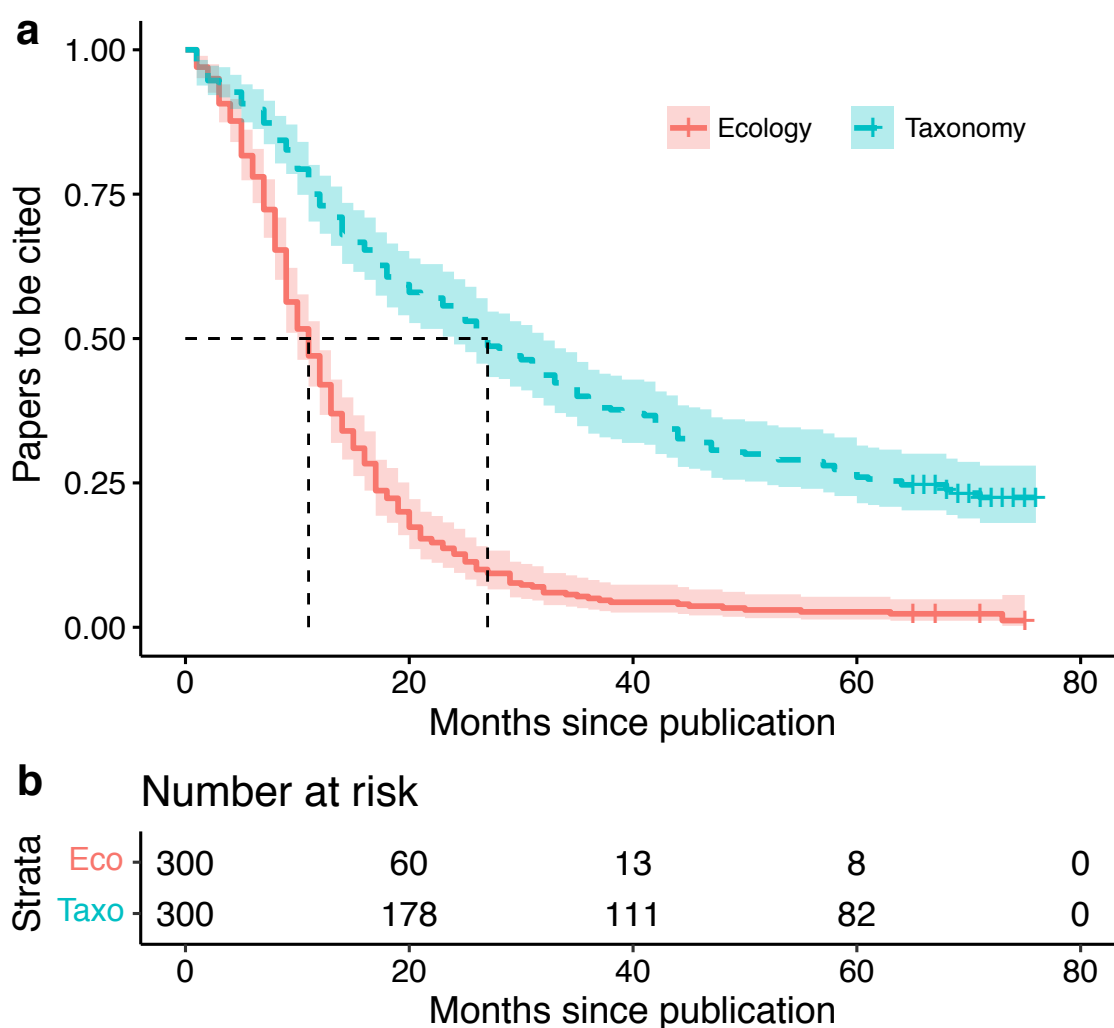 a
Papers to be cited
1.00
0.75
0.50
0.25
0.00
Ecology Taxonomy
0 20 40 60 80
Months since publication
b
Number at risk
Strata
Eco 300 60 13 8 0
Taxo 300 178 111 82 0
0 20 40 60 80
Months since publication